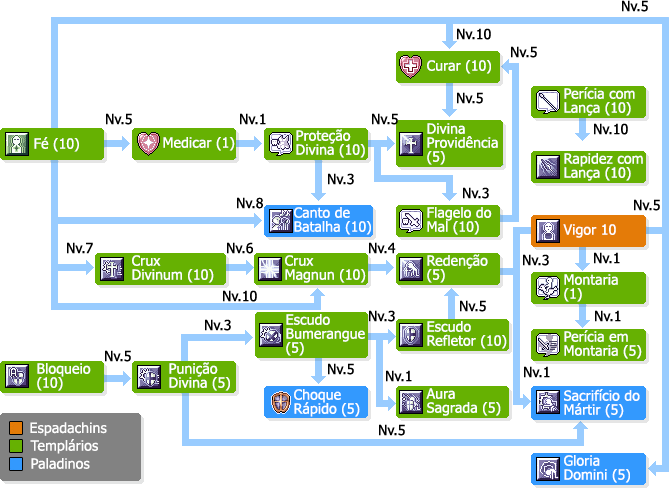 Nv.5
Nv.10
Nv.5
Curar (10)
Perícia com
Lança (10)
Nv.5
Nv.1
Nv.5
Nv.5
Nv.10
Fé (10)
Medicar (1)
Proteção
Divina (10)
Divina
Providência
(5)
Rapidez com
Lança (10)
Nv.3
Nv.3
Nv.8
Nv.5
Canto de
Batalha (10)
Flagelo do
Mal (10)
Vigor 10
Nv.7
Nv.6
Nv.4
Nv.3
Nv.1
Crux
Divinum (10)
Crux
Magnun (10)
Redenção
(5)
Montaria
(1)
Nv.10
Nv.5
Nv.1
Nv.3
Nv.3
Escudo
Bumerangue
(5)
Escudo
Refletor (10)
Perícia em
Montaria (5)
Nv.5
Bloqueio
(10)
Punição
Divina (5)
Nv.5
Nv.1
Nv.1
Choque
Rápido (5)
Aura
Sagrada (5)
Sacrifício do
Mártir (5)
Nv.5
Espadachins
Templários
Paladinos
Gloria
Domini (5)